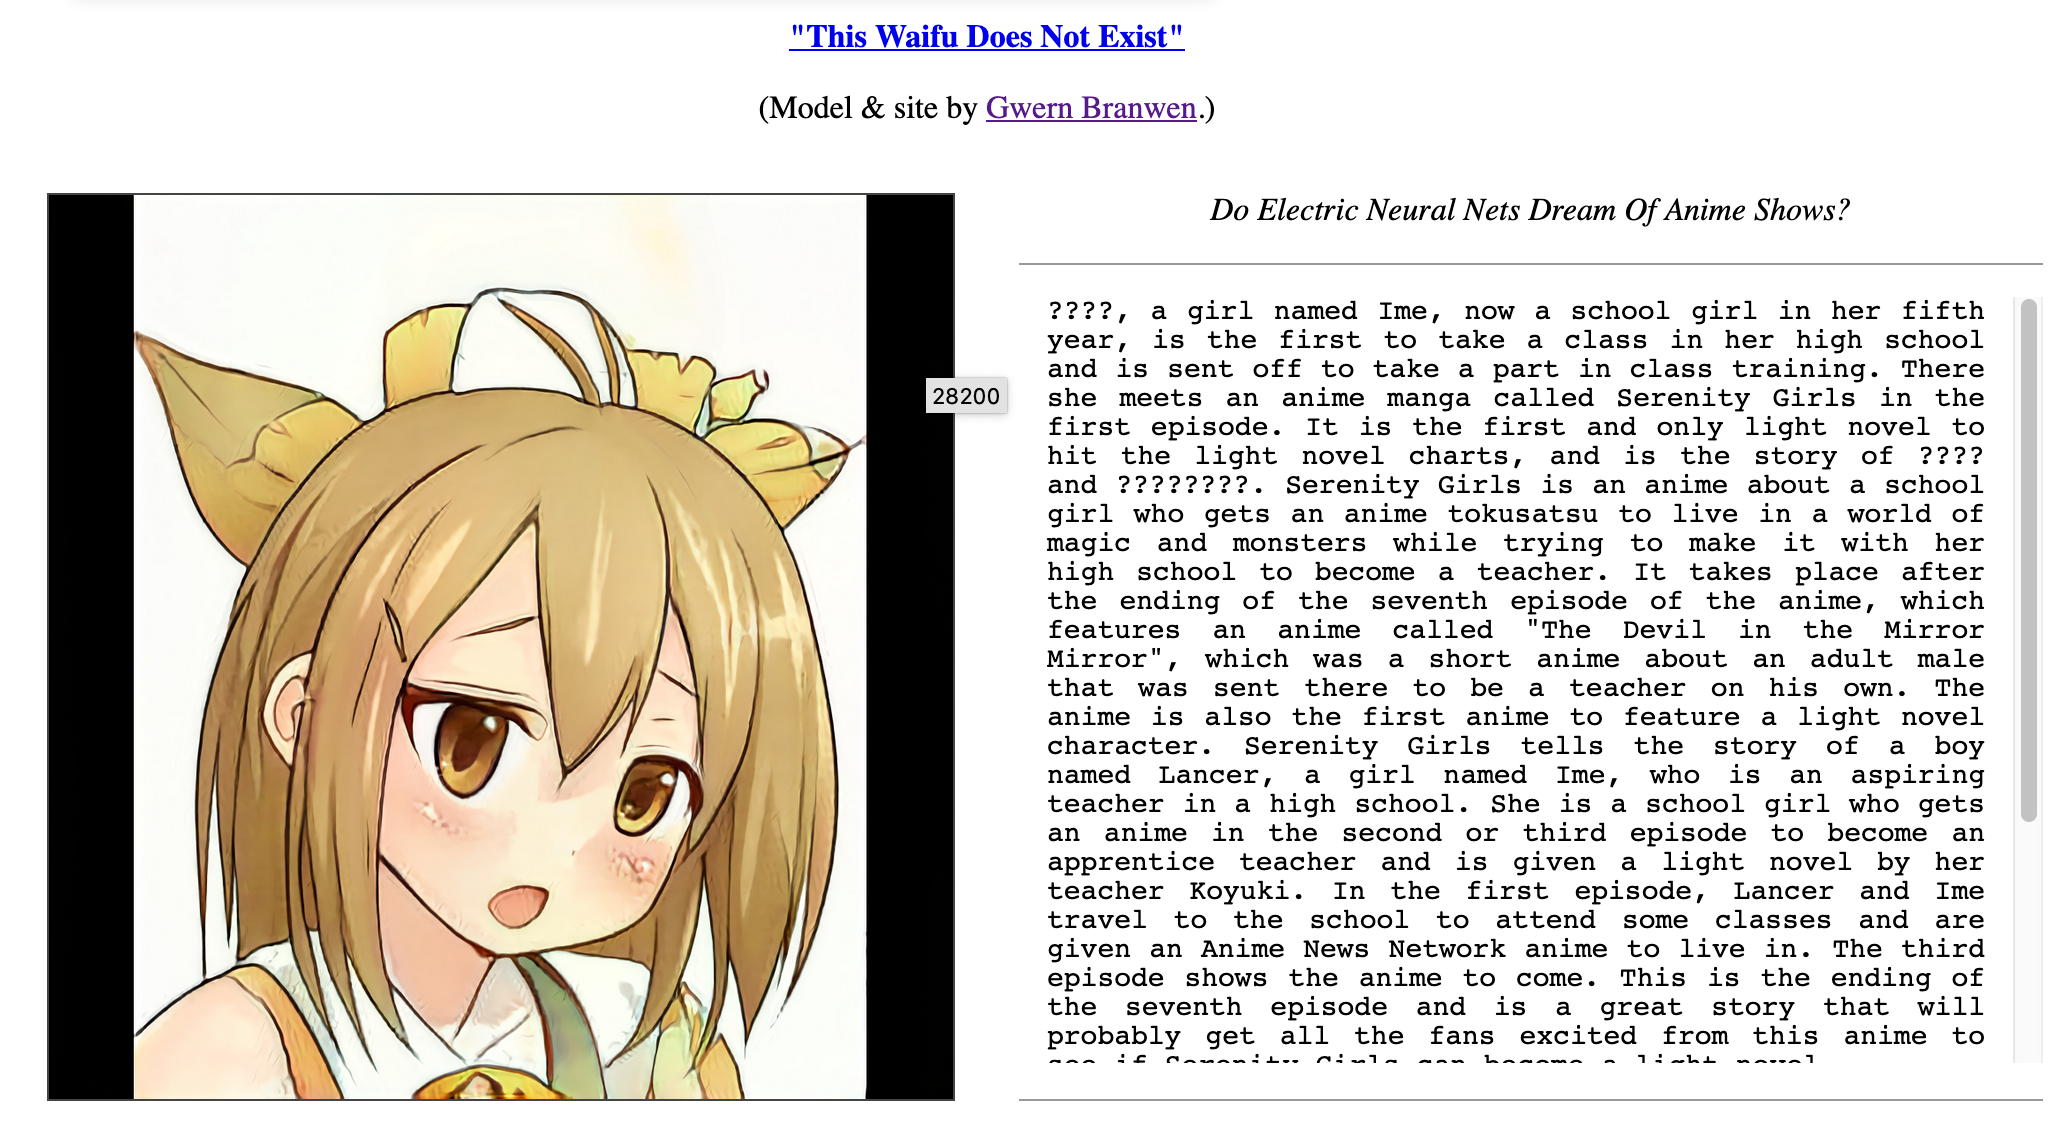 "This Waifu Does Not Exist"
(Model & site by Gwern Branwen.)
28200
Do Electric Neural Nets Dream Of Anime Shows?
????, a girl named Ime, now a school girl in her fifth
year, is the first to take a class in her high school
and is sent off to take a part in class training. There
she meets an anime manga called Serenity Girls in the
first episode. It is the first and only light novel to
hit the light novel charts, and is the story of ????
and ????????. Serenity Girls is an anime about a school
girl who gets an anime tokusatsu to live in a world of
magic and monsters while trying to make it with her
high school to become a teacher. It takes place after
the ending of the seventh episode of the anime, which
features an anime called "The Devil in the Mirror
Mirror", which was a short anime about an adult male
that was sent there to be a teacher on his own. The
anime is also the first anime to feature a light novel
character. Serenity Girls tells the story of a boy
named Lancer, a girl named Ime, who is an aspiring
teacher in a high school. She is a school girl who gets
an anime in the second or third episode to become an
apprentice teacher and is given a light novel by her
teacher Koyuki. In the first episode, Lancer and Ime
travel to the school to attend some classes and are
given an Anime News Network anime to live in. The third
episode shows the anime to come. This is the ending of
the seventh episode and is a great story that will
probably get all the fans excited from this anime to
see if Serenity Girls can become a light novel